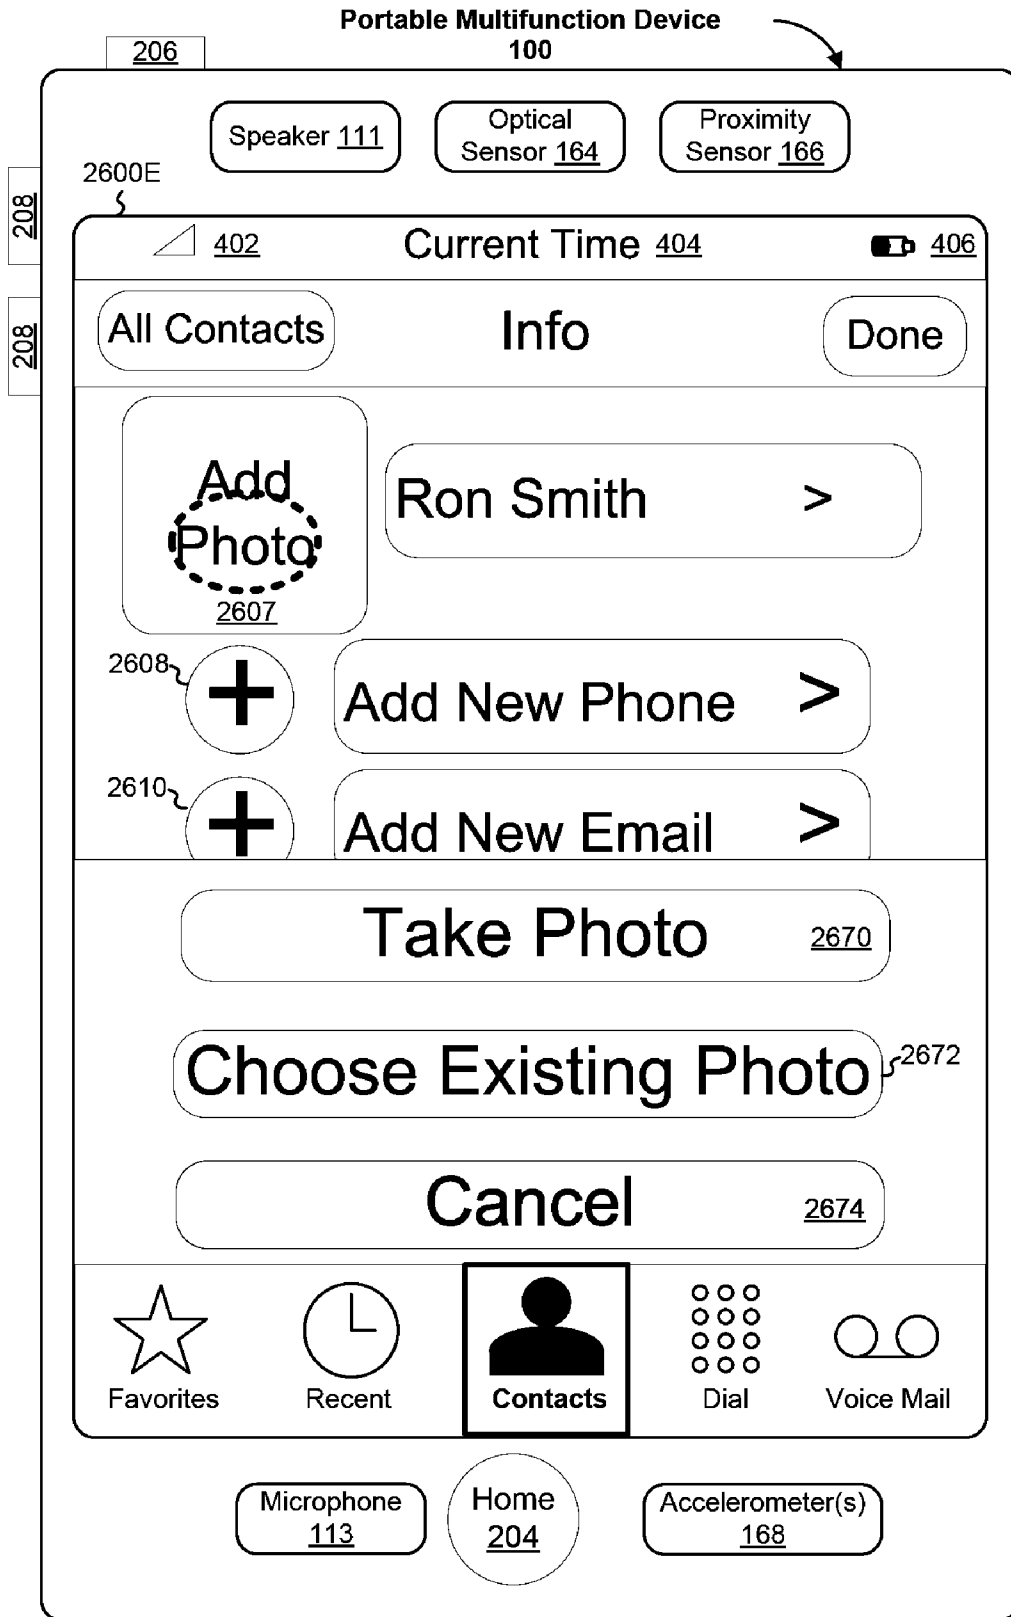 Portable Multifunction Device
100
206
Speaker 111
Optical
Sensor 164
Proximity
Sensor 166
2600E
208
208
402
Current Time 404
406
All Contacts
Info
Done
Add
Photo
2607
Ron Smith >
2608
+
Add New Phone >
2610
+
Add New Email >
Take Photo 2670
Choose Existing Photo
2672
Cancel 2674
Favorites
Recent
Contacts
Dial
Voice Mail
Microphone
113
Home
204
Accelerometer(s)
168